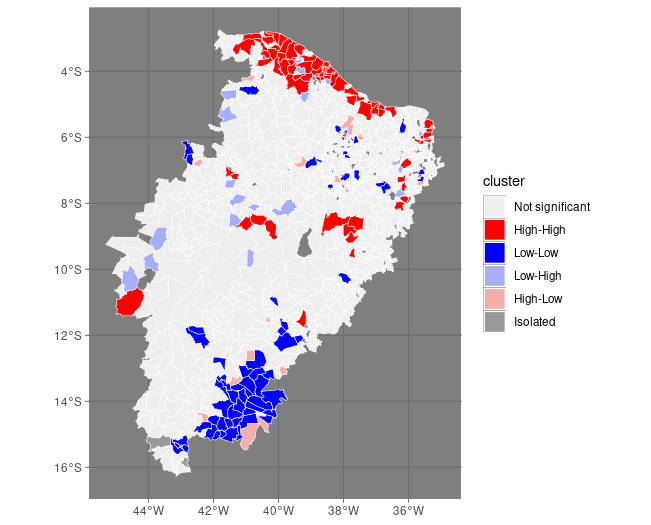 4°S
6°S
8°S
10°S
12°S
14°S
16°S
44°W
42°W
40°W
38°W
36°W
cluster
Not significant
High-High
Low-Low
Low-High
High-Low
Isolated